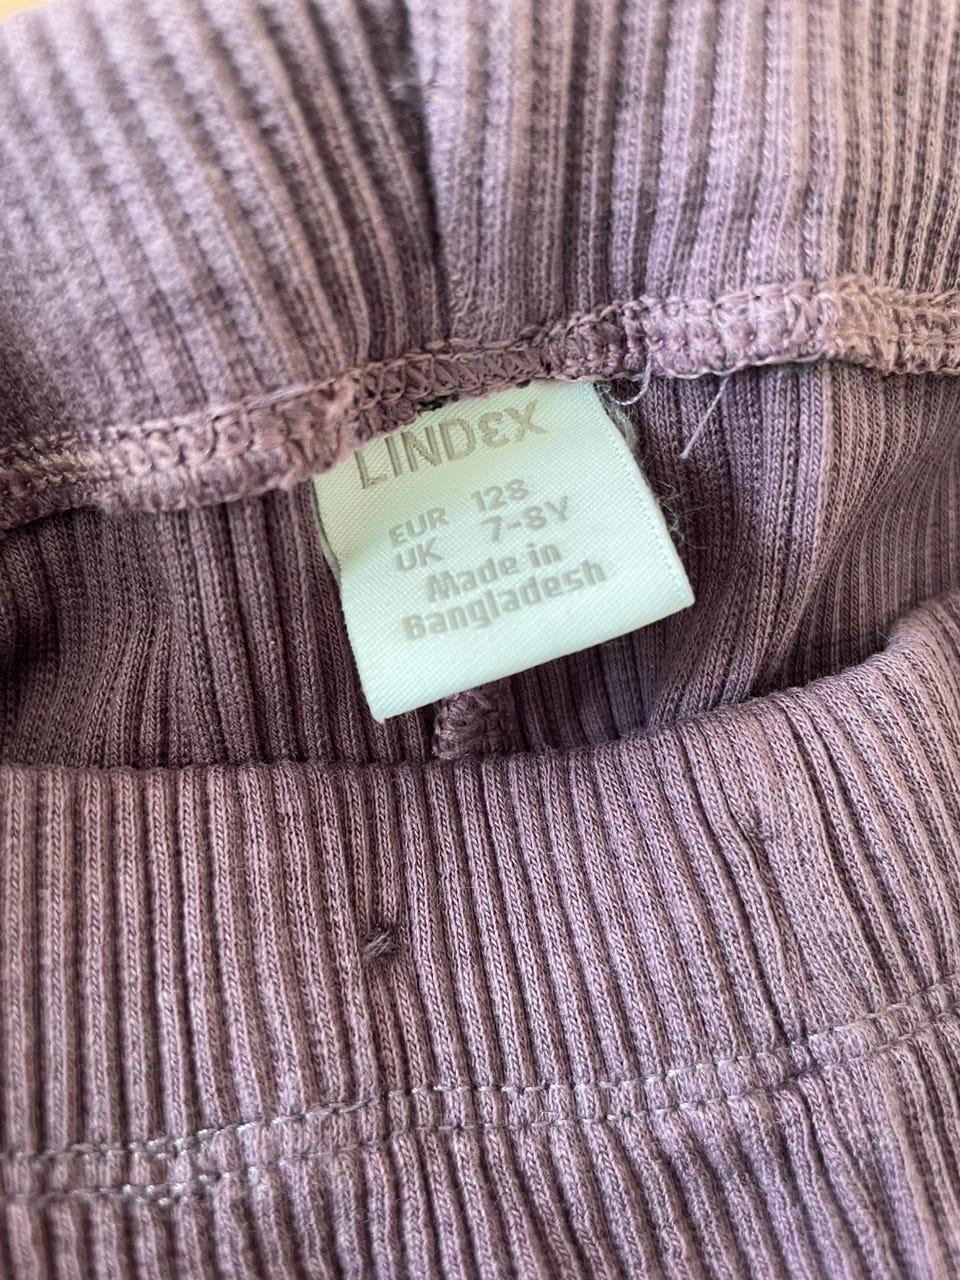 LINDEX
EUR 128
UK 7-8Y
Made in
Bangladesh